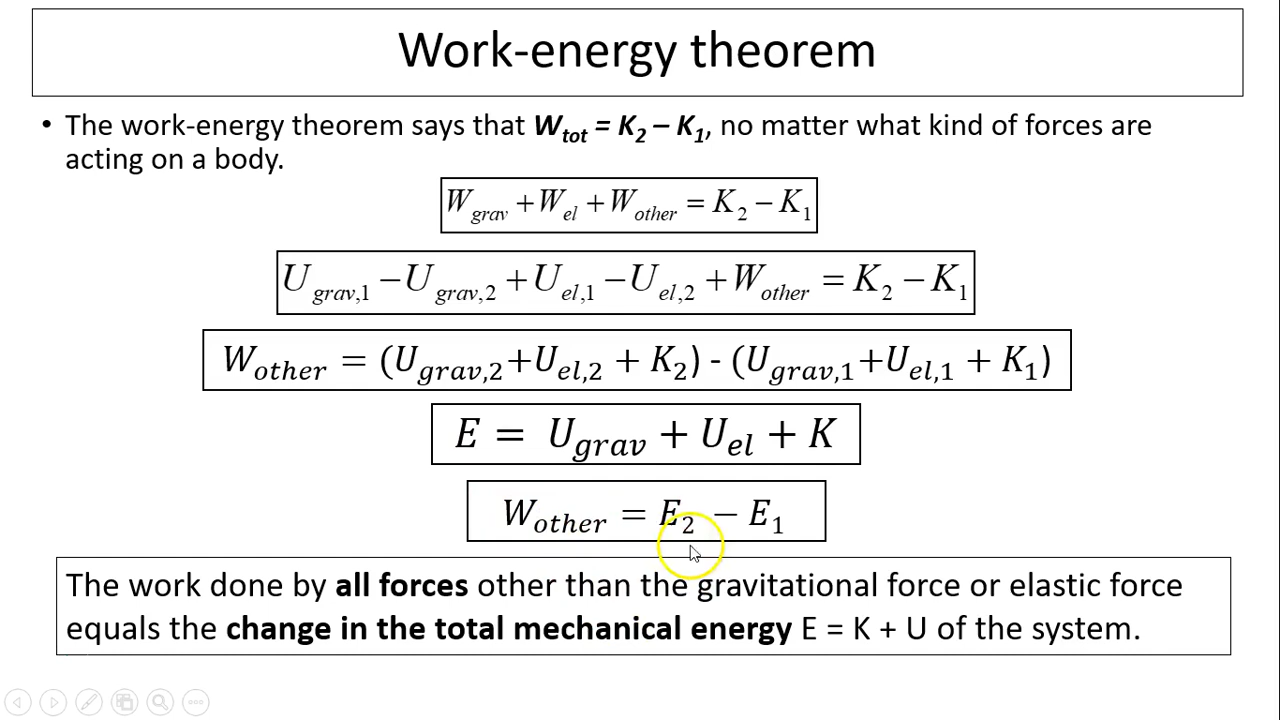 Work-energy theorem
• The work-energy theorem says that W_tot = K_2 – K_1, no matter what kind of forces are
acting on a body.
W_grav + W_el + W_other = K_2 − K_1
U_grav,1 − U_grav,2 + U_el,1 − U_el,2 + W_other = K_2 − K_1
W_other = (U_grav,2+U_el,2 + K_2) - (U_grav,1+U_el,1 + K_1)
E = U_grav + U_el + K
W_other = E_2 − E_1
The work done by all forces other than the gravitational force or elastic force
equals the change in the total mechanical energy E = K + U of the system.